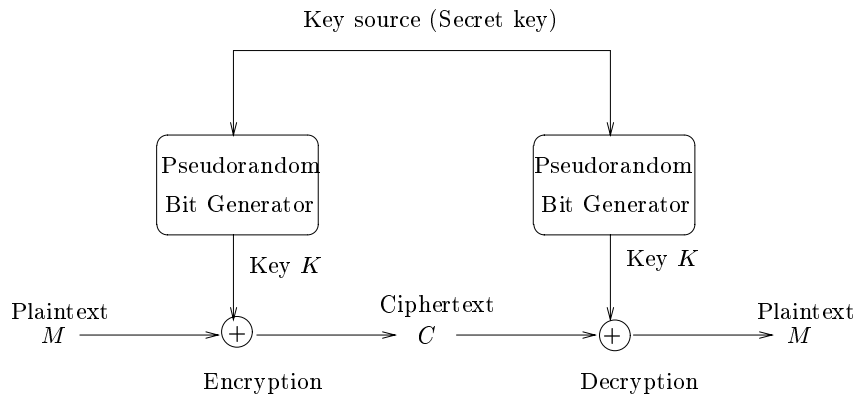 Key source (Secret key)
Pseudorandom
Bit Generator
Pseudorandom
Bit Generator
Key K
Key K
Plaintext
M
+
Ciphertext
C
+
Plaintext
M
Encryption
Decryption